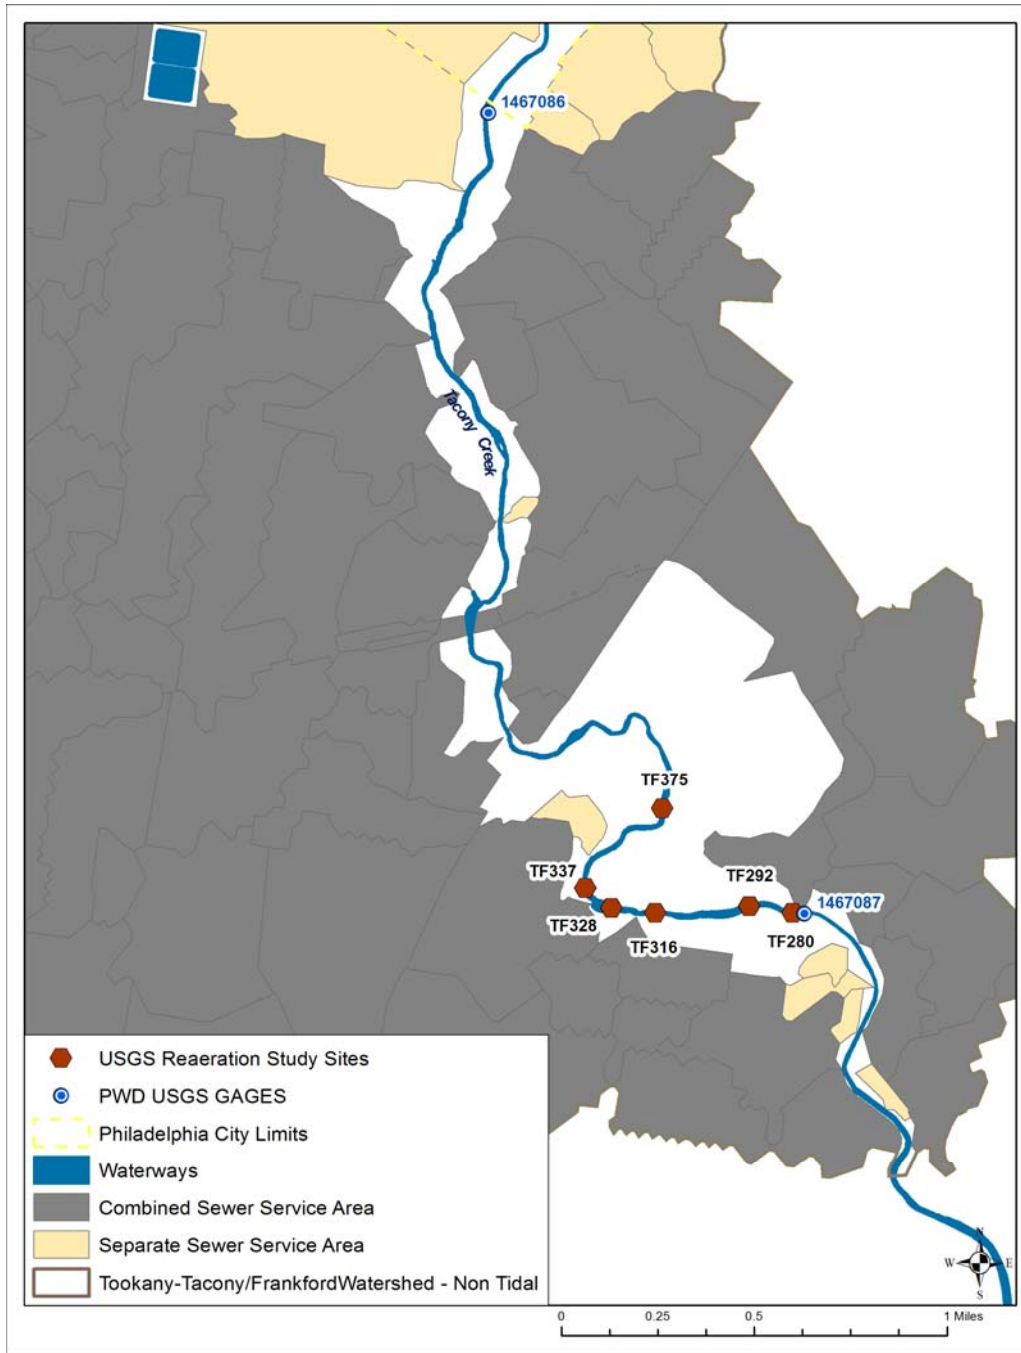 1467086
Tacony Creek
TF375
TF337
TF292
1467087
TF328
TF316
TF280
USGS Reaeration Study Sites
PWD USGS GAGES
Philadelphia City Limits
Waterways
Combined Sewer Service Area
Separate Sewer Service Area
Tookany-Tacony/FrankfordWatershed - Non Tidal
N
W E
S
0 0.25 0.5 1 Miles